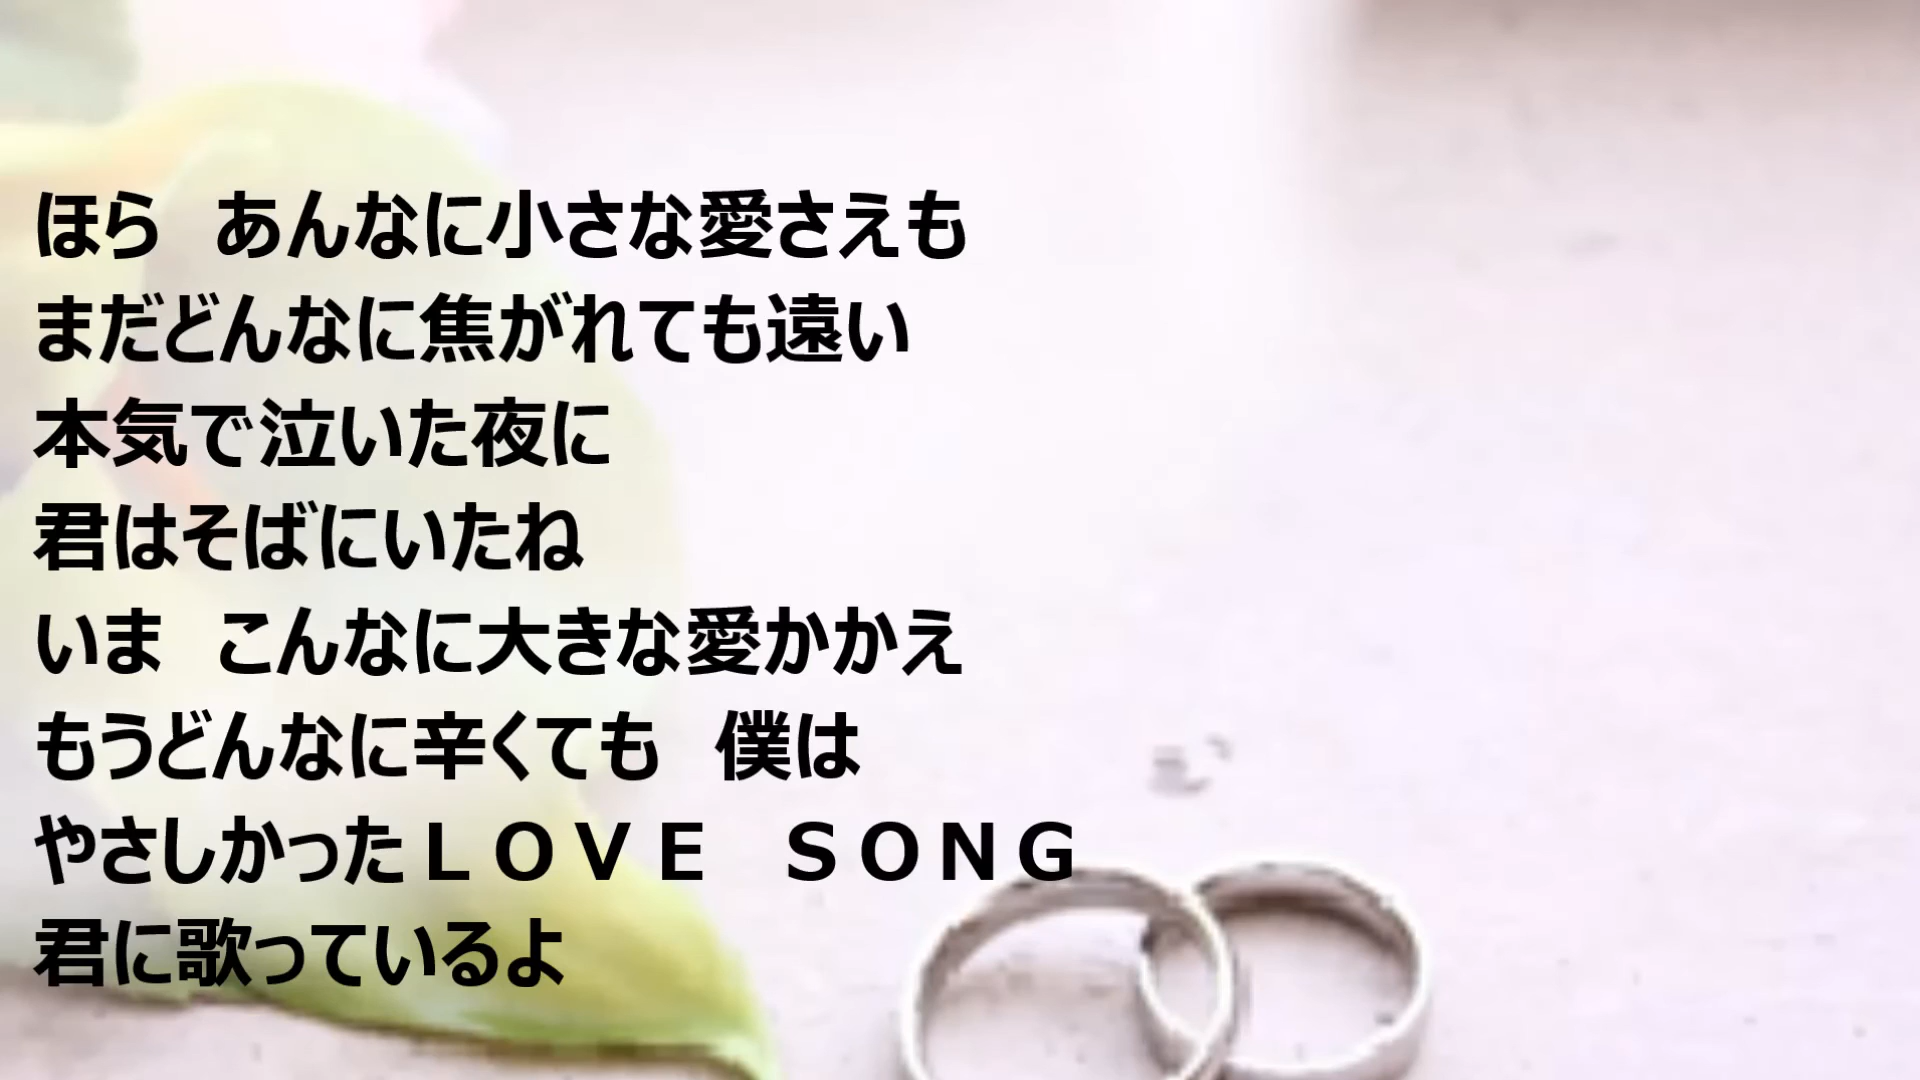 ほら　あんなに小さな愛さえも
まだどんなに焦がれても遠い
本気で泣いた夜に
君はそばにいたね
いま　こんなに大きな愛かかえ
もうどんなに辛くても　僕は
やさしかったＬＯＶＥ　ＳＯＮＧ
君に歌っているよ